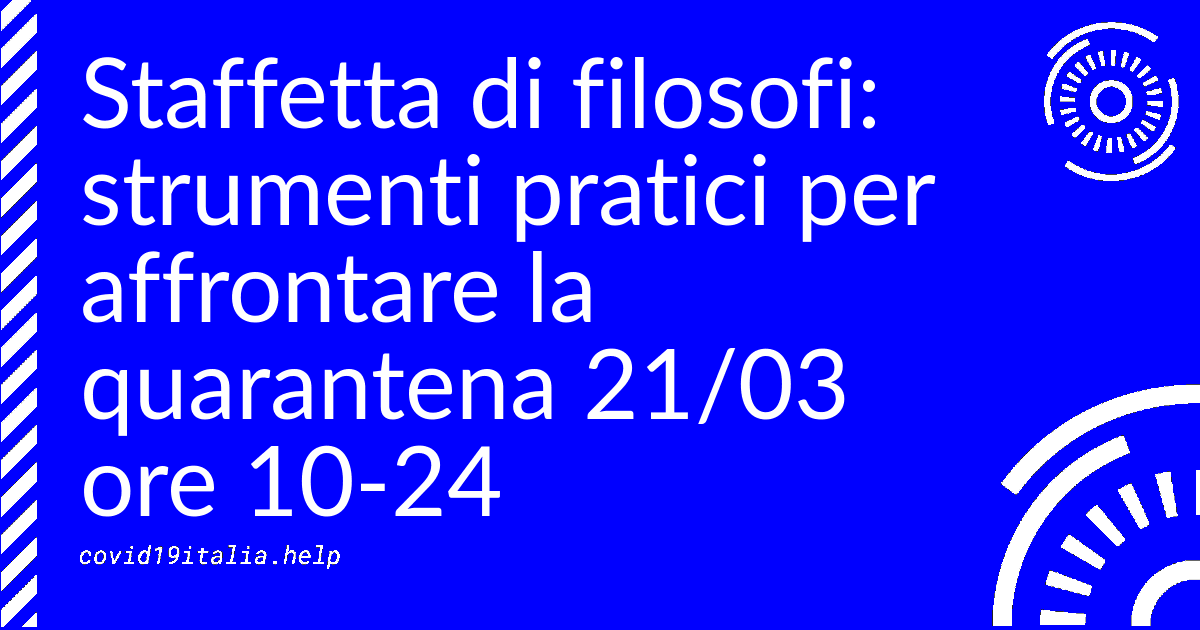 Staffetta di filosofi:
strumenti pratici per
affrontare la
quarantena 21/03
ore 10-24
covid19italia.help